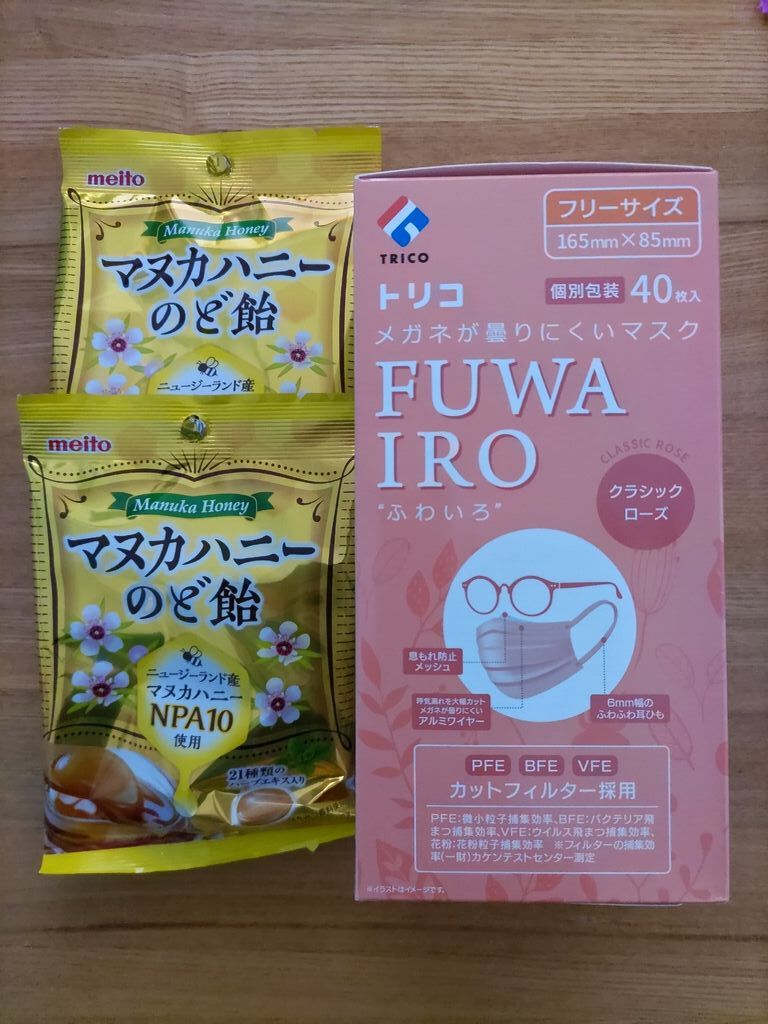 meito
Manuka Honey
マヌカハニー
のど飴
ニュージーランド産
meito
Manuka Honey
マヌカハニー
のど飴
ニュージーランド産
マヌカハニー
NPA10
使用
21種類の
ハーブエキス入り
TRICO
トリコ
フリーサイズ
165mm×85mm
個別包装 40枚入
メガネが曇りにくいマスク
FUWA
IRO
"ふわいろ"
CLASSIC ROSE
クラシック
ローズ
息もれ防止
メッシュ
呼気漏れを大幅カット
メガネが曇りにくい
アルミワイヤー
6mm幅の
ふわふわ耳ひも
PFE BFE VFE
カットフィルター採用
PFE:微小粒子捕集効率、BFE:バクテリア飛
まつ捕集効率、VFE:ウイルス飛まつ捕集効率、
花粉:花粉粒子捕集効率 ※フィルターの捕集効
率(一財)カケンテストセンター測定
※イラストはイメージです。